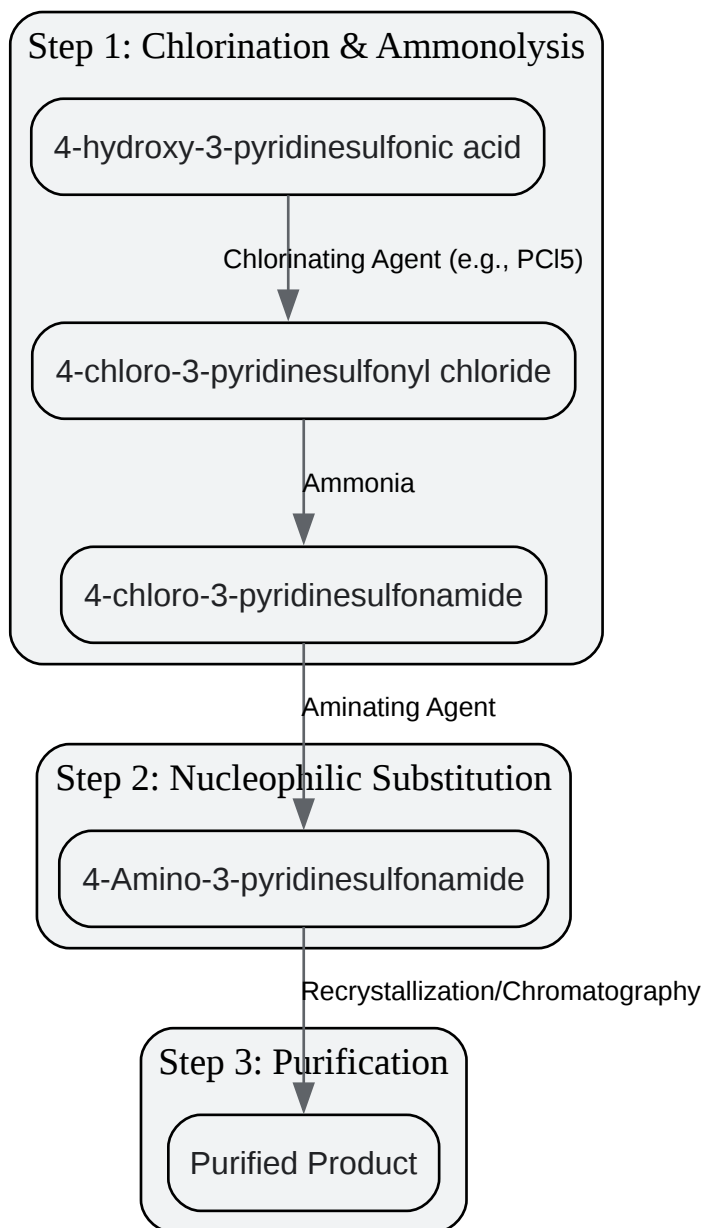 Step 1: Chlorination & Ammonolysis
4-hydroxy-3-pyridinesulfonic acid
Chlorinating Agent (e.g., PCl5)
4-chloro-3-pyridinesulfonyl chloride
Ammonia
4-chloro-3-pyridinesulfonamide
Aminating Agent
Step 2: Nucleophilic Substitution
4-Amino-3-pyridinesulfonamide
Recrystallization/Chromatography
Step 3: Purification
Purified Product